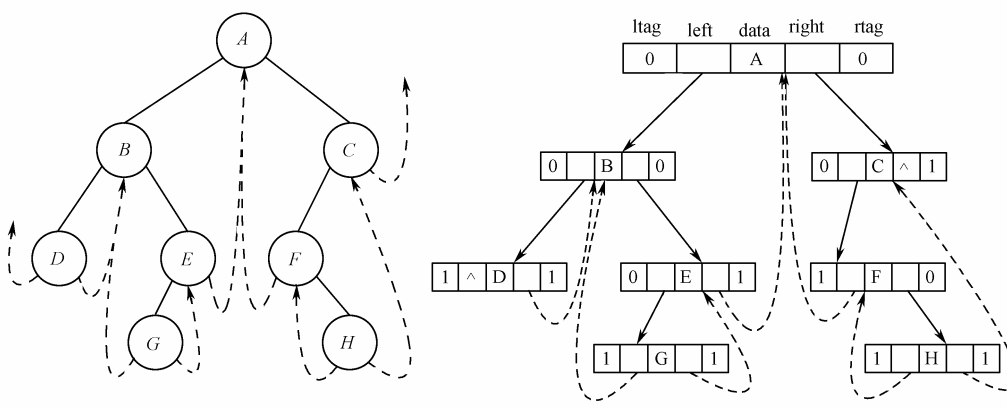 ltag left data right rtag
A
0 A 0
B C
0 B 0
0 C ^ 1
D E F
1 ^ D 1
0 E 1
1 F 0
G H
1 G 1
1 H 1